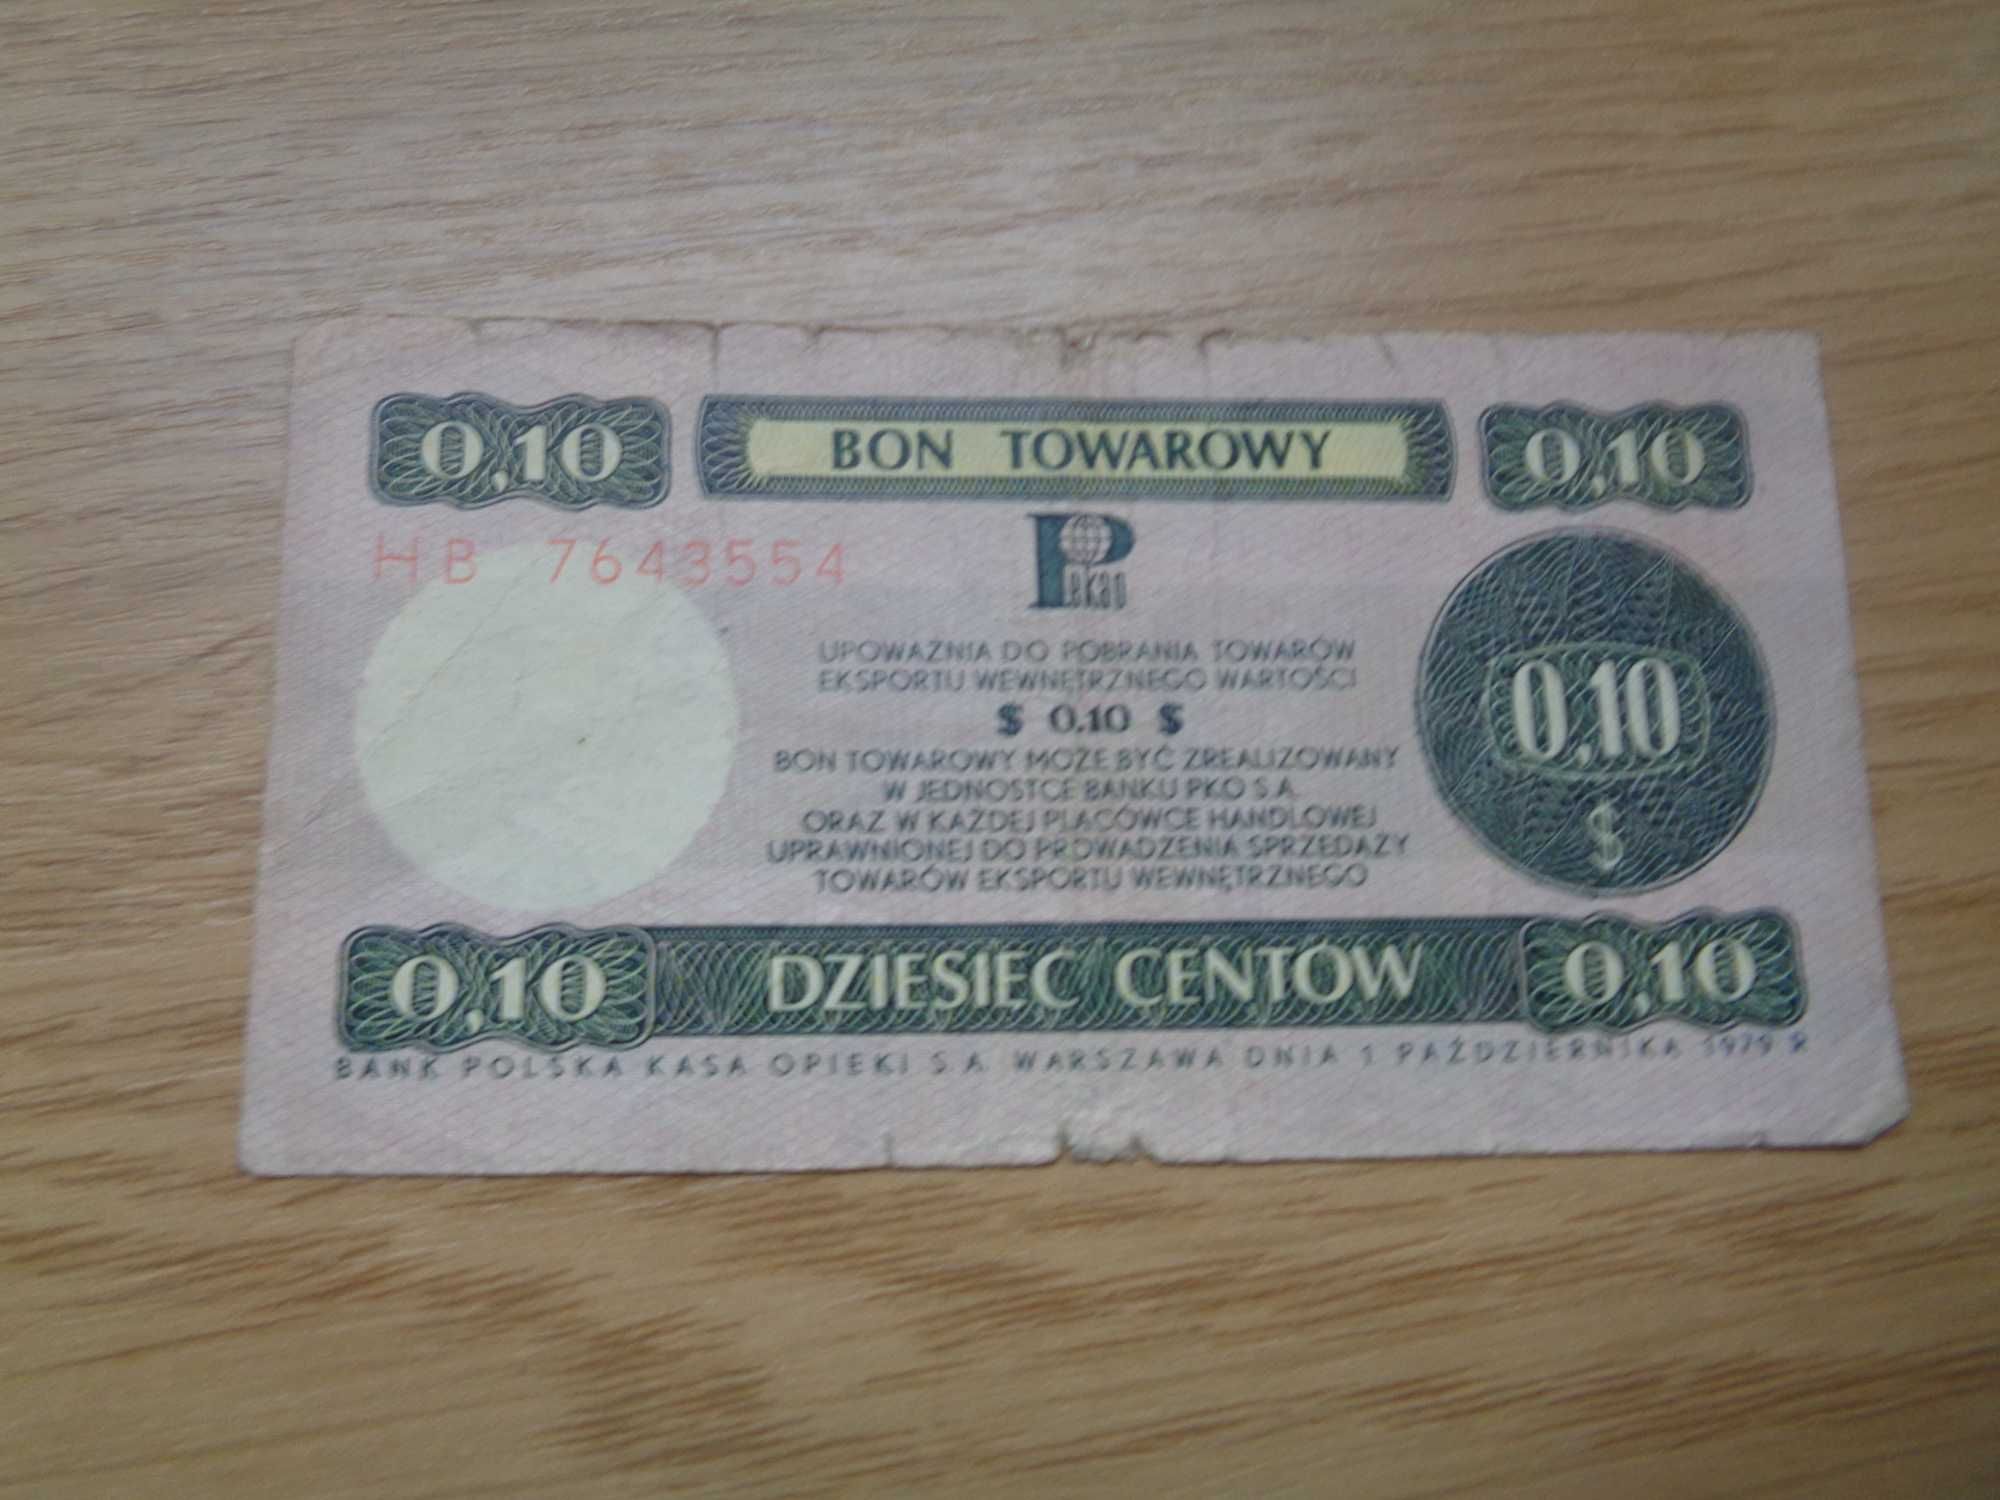 0,10 BON TOWAROWY 0,10
HB 7643554
Pekao
UPOWAŻNIA DO POBRANIA TOWARÓW
EKSPORTU WEWNĘTRZNEGO WARTOŚCI
$ 0.10 $
BON TOWAROWY MOŻE BYĆ ZREALIZOWANY
W JEDNOSTCE BANKU PKO S.A.
ORAZ W KAŻDEJ PLACÓWCE HANDLOWEJ
UPRAWNIONEJ DO PROWADZENIA SPRZEDAŻY
TOWARÓW EKSPORTU WEWNĘTRZNEGO
0,10
$
0,10 DZIESIĘĆ CENTÓW 0,10
BANK POLSKA KASA OPIEKI S.A. WARSZAWA DNIA 1 PAŹDZIERNIKA 1979 R